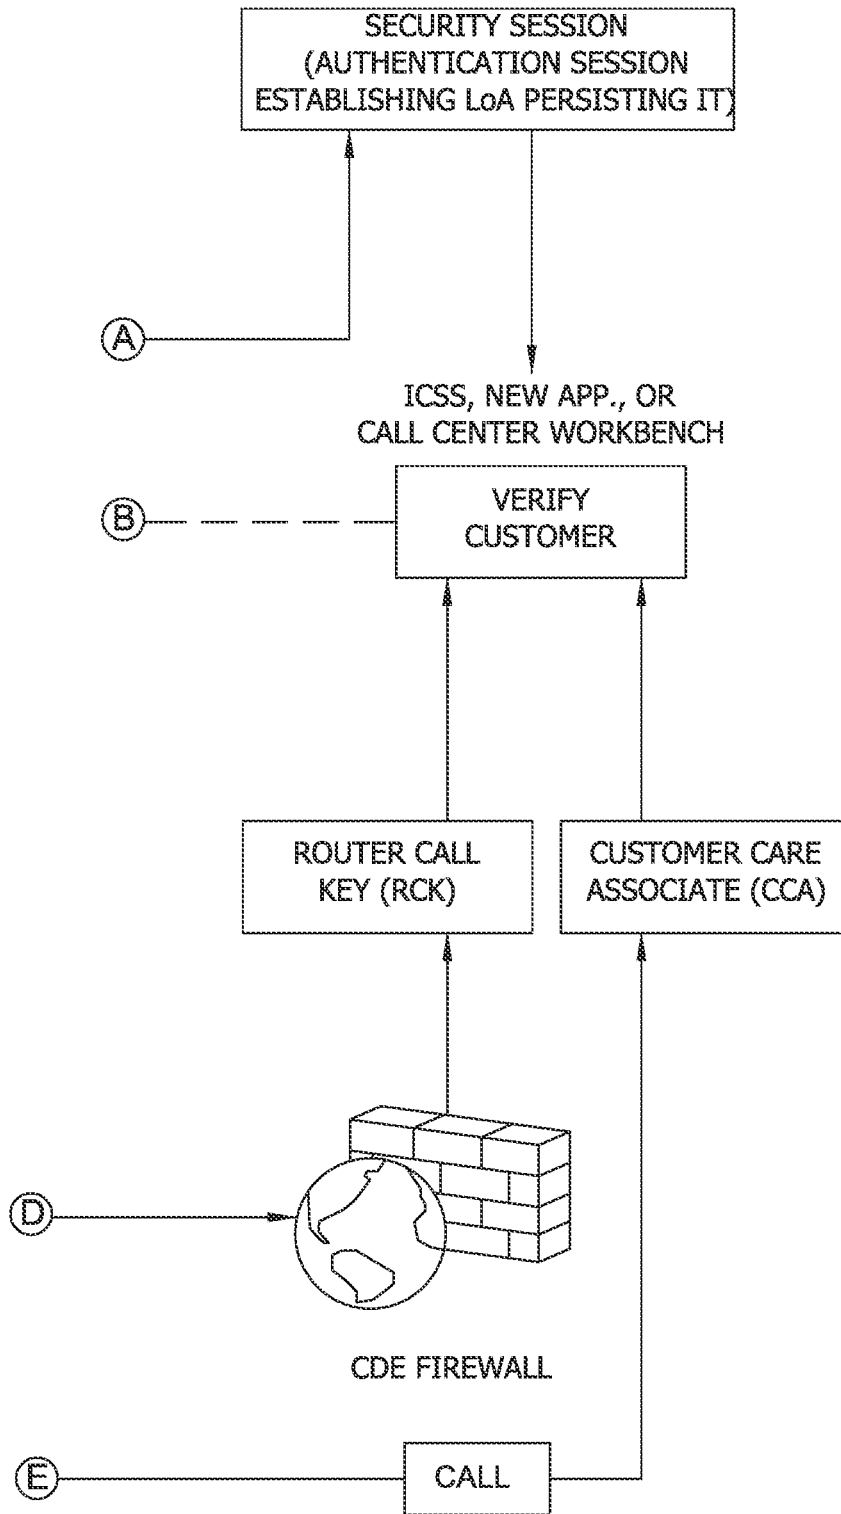 SECURITY SESSION
(AUTHENTICATION SESSION
ESTABLISHING LoA PERSISTING IT)
A
ICSS, NEW APP., OR
CALL CENTER WORKBENCH
B
VERIFY
CUSTOMER
ROUTER CALL
KEY (RCK)
CUSTOMER CARE
ASSOCIATE (CCA)
D
CDE FIREWALL
E
CALL